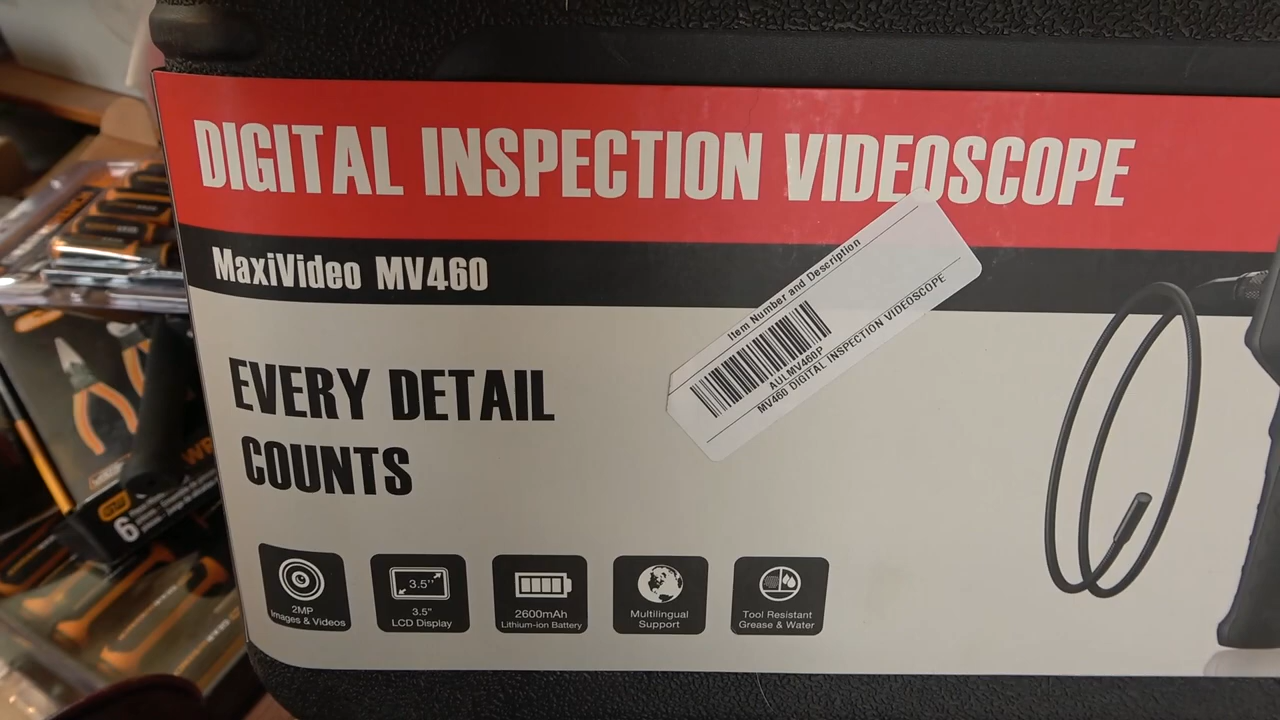 DIGITAL INSPECTION VIDEOSCOPE
MaxiVideo MV460
Item Number and Description
AULMV460P
MV460 DIGITAL INSPECTION VIDEOSCOPE
EVERY DETAIL
COUNTS
2MP
Images & Videos
3.5''
3.5"
LCD Display
2600mAh
Lithium-ion Battery
Multilingual
Support
Tool Resistant
Grease & Water
6